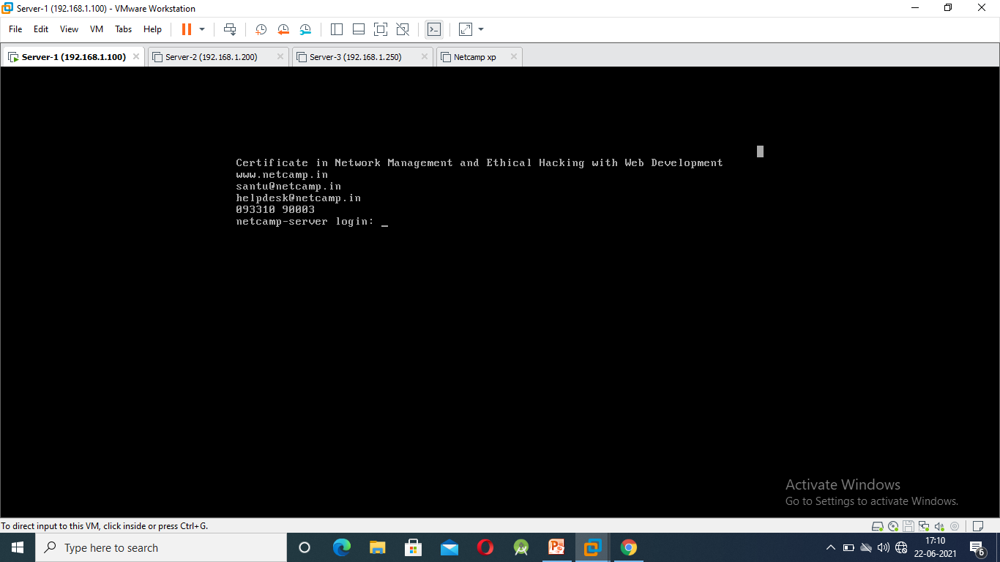 Server-1 (192.168.1.100) - VMware Workstation
File Edit View VM Tabs Help
Server-1 (192.168.1.100) Server-2 (192.168.1.200) Server-3 (192.168.1.250) Netcamp xp
Certificate in Network Management and Ethical Hacking with Web Development
www.netcamp.in
santu@netcamp.in
helpdesk@netcamp.in
093310 90003
netcamp-server login: _
Activate Windows
Go to Settings to activate Windows.
To direct input to this VM, click inside or press Ctrl+G.
Type here to search
17:10
22-06-2021
6